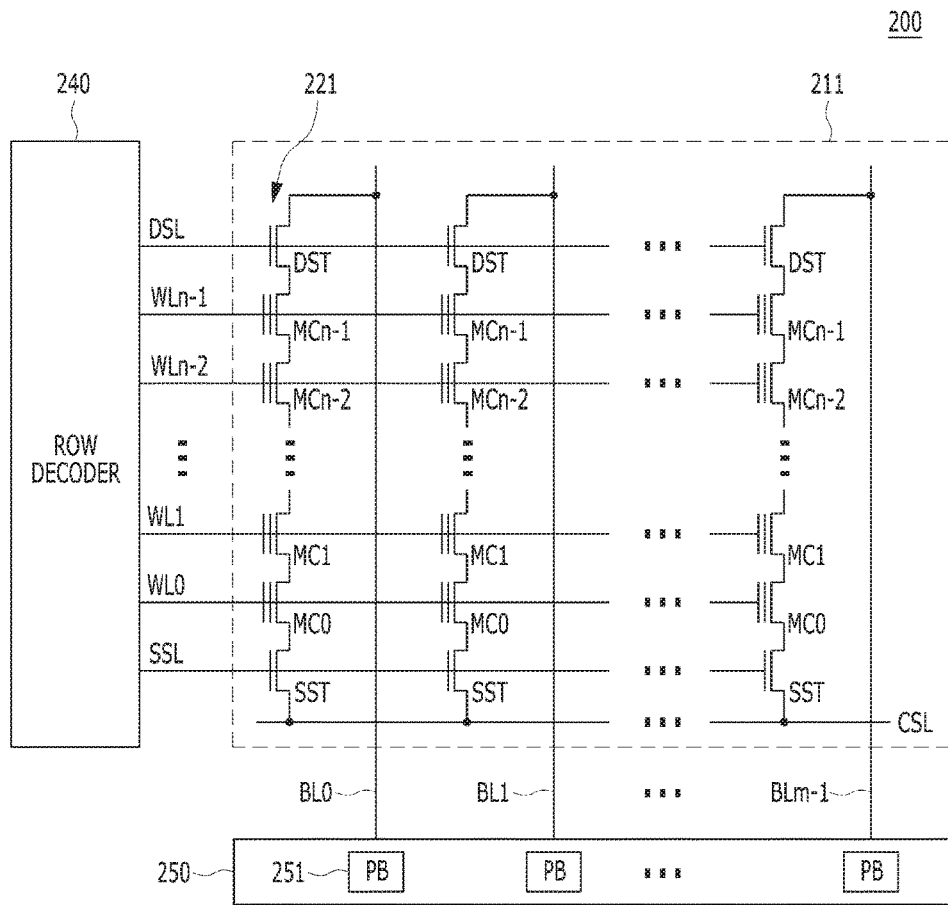 200
240
221
211
DSL
DST
DST
DST
WLn-1
MCn-1
MCn-1
MCn-1
WLn-2
MCn-2
MCn-2
MCn-2
ROW
DECODER
WL1
MC1
MC1
MC1
WL0
MC0
MC0
MC0
SSL
SST
SST
SST
CSL
BL0
BL1
BLm-1
250
251
PB
PB
PB